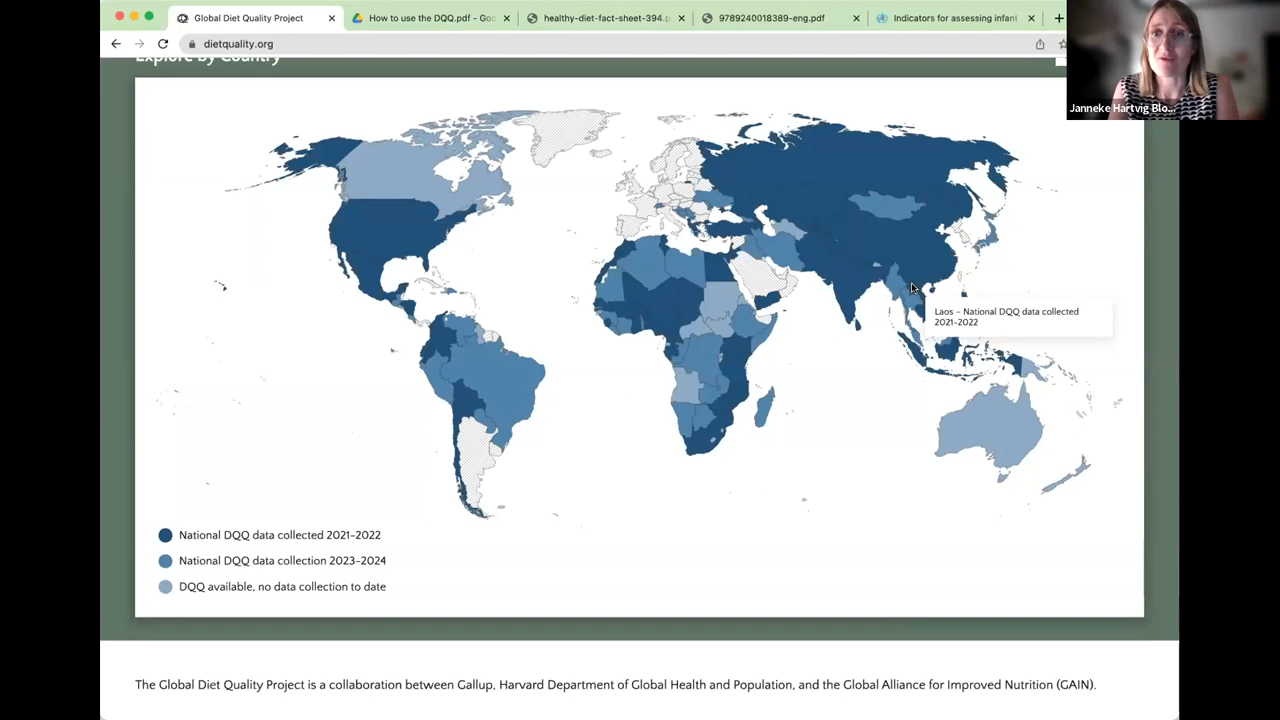 Global Diet Quality Project
How to use the DQQ.pdf - Goo
healthy-diet-fact-sheet-394.p
9789240018389-eng.pdf
Indicators for assessing infant
dietquality.org
Explore by Country
Janneke Hartvig Blo...
Laos – National DQQ data collected
2021-2022
National DQQ data collected 2021-2022
National DQQ data collection 2023-2024
DQQ available, no data collection to date
The Global Diet Quality Project is a collaboration between Gallup, Harvard Department of Global Health and Population, and the Global Alliance for Improved Nutrition (GAIN).